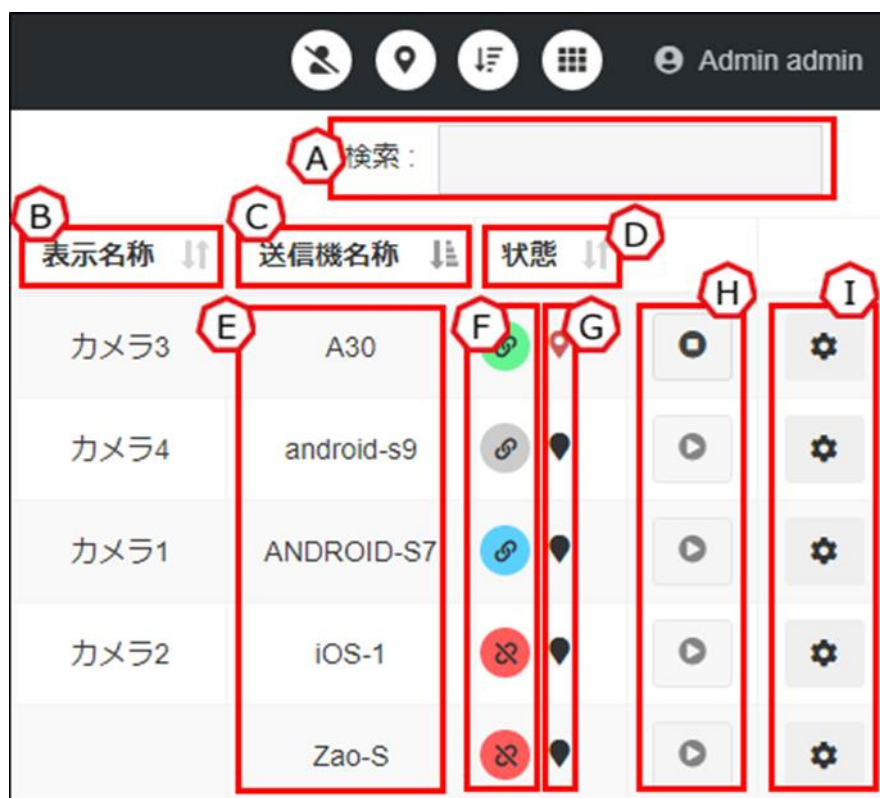 Admin admin
A 検索 :
B C D
表示名称 送信機名称 状態
H I
カメラ3 E A30 F G
カメラ4 android-s9
カメラ1 ANDROID-S7
カメラ2 iOS-1
Zao-S